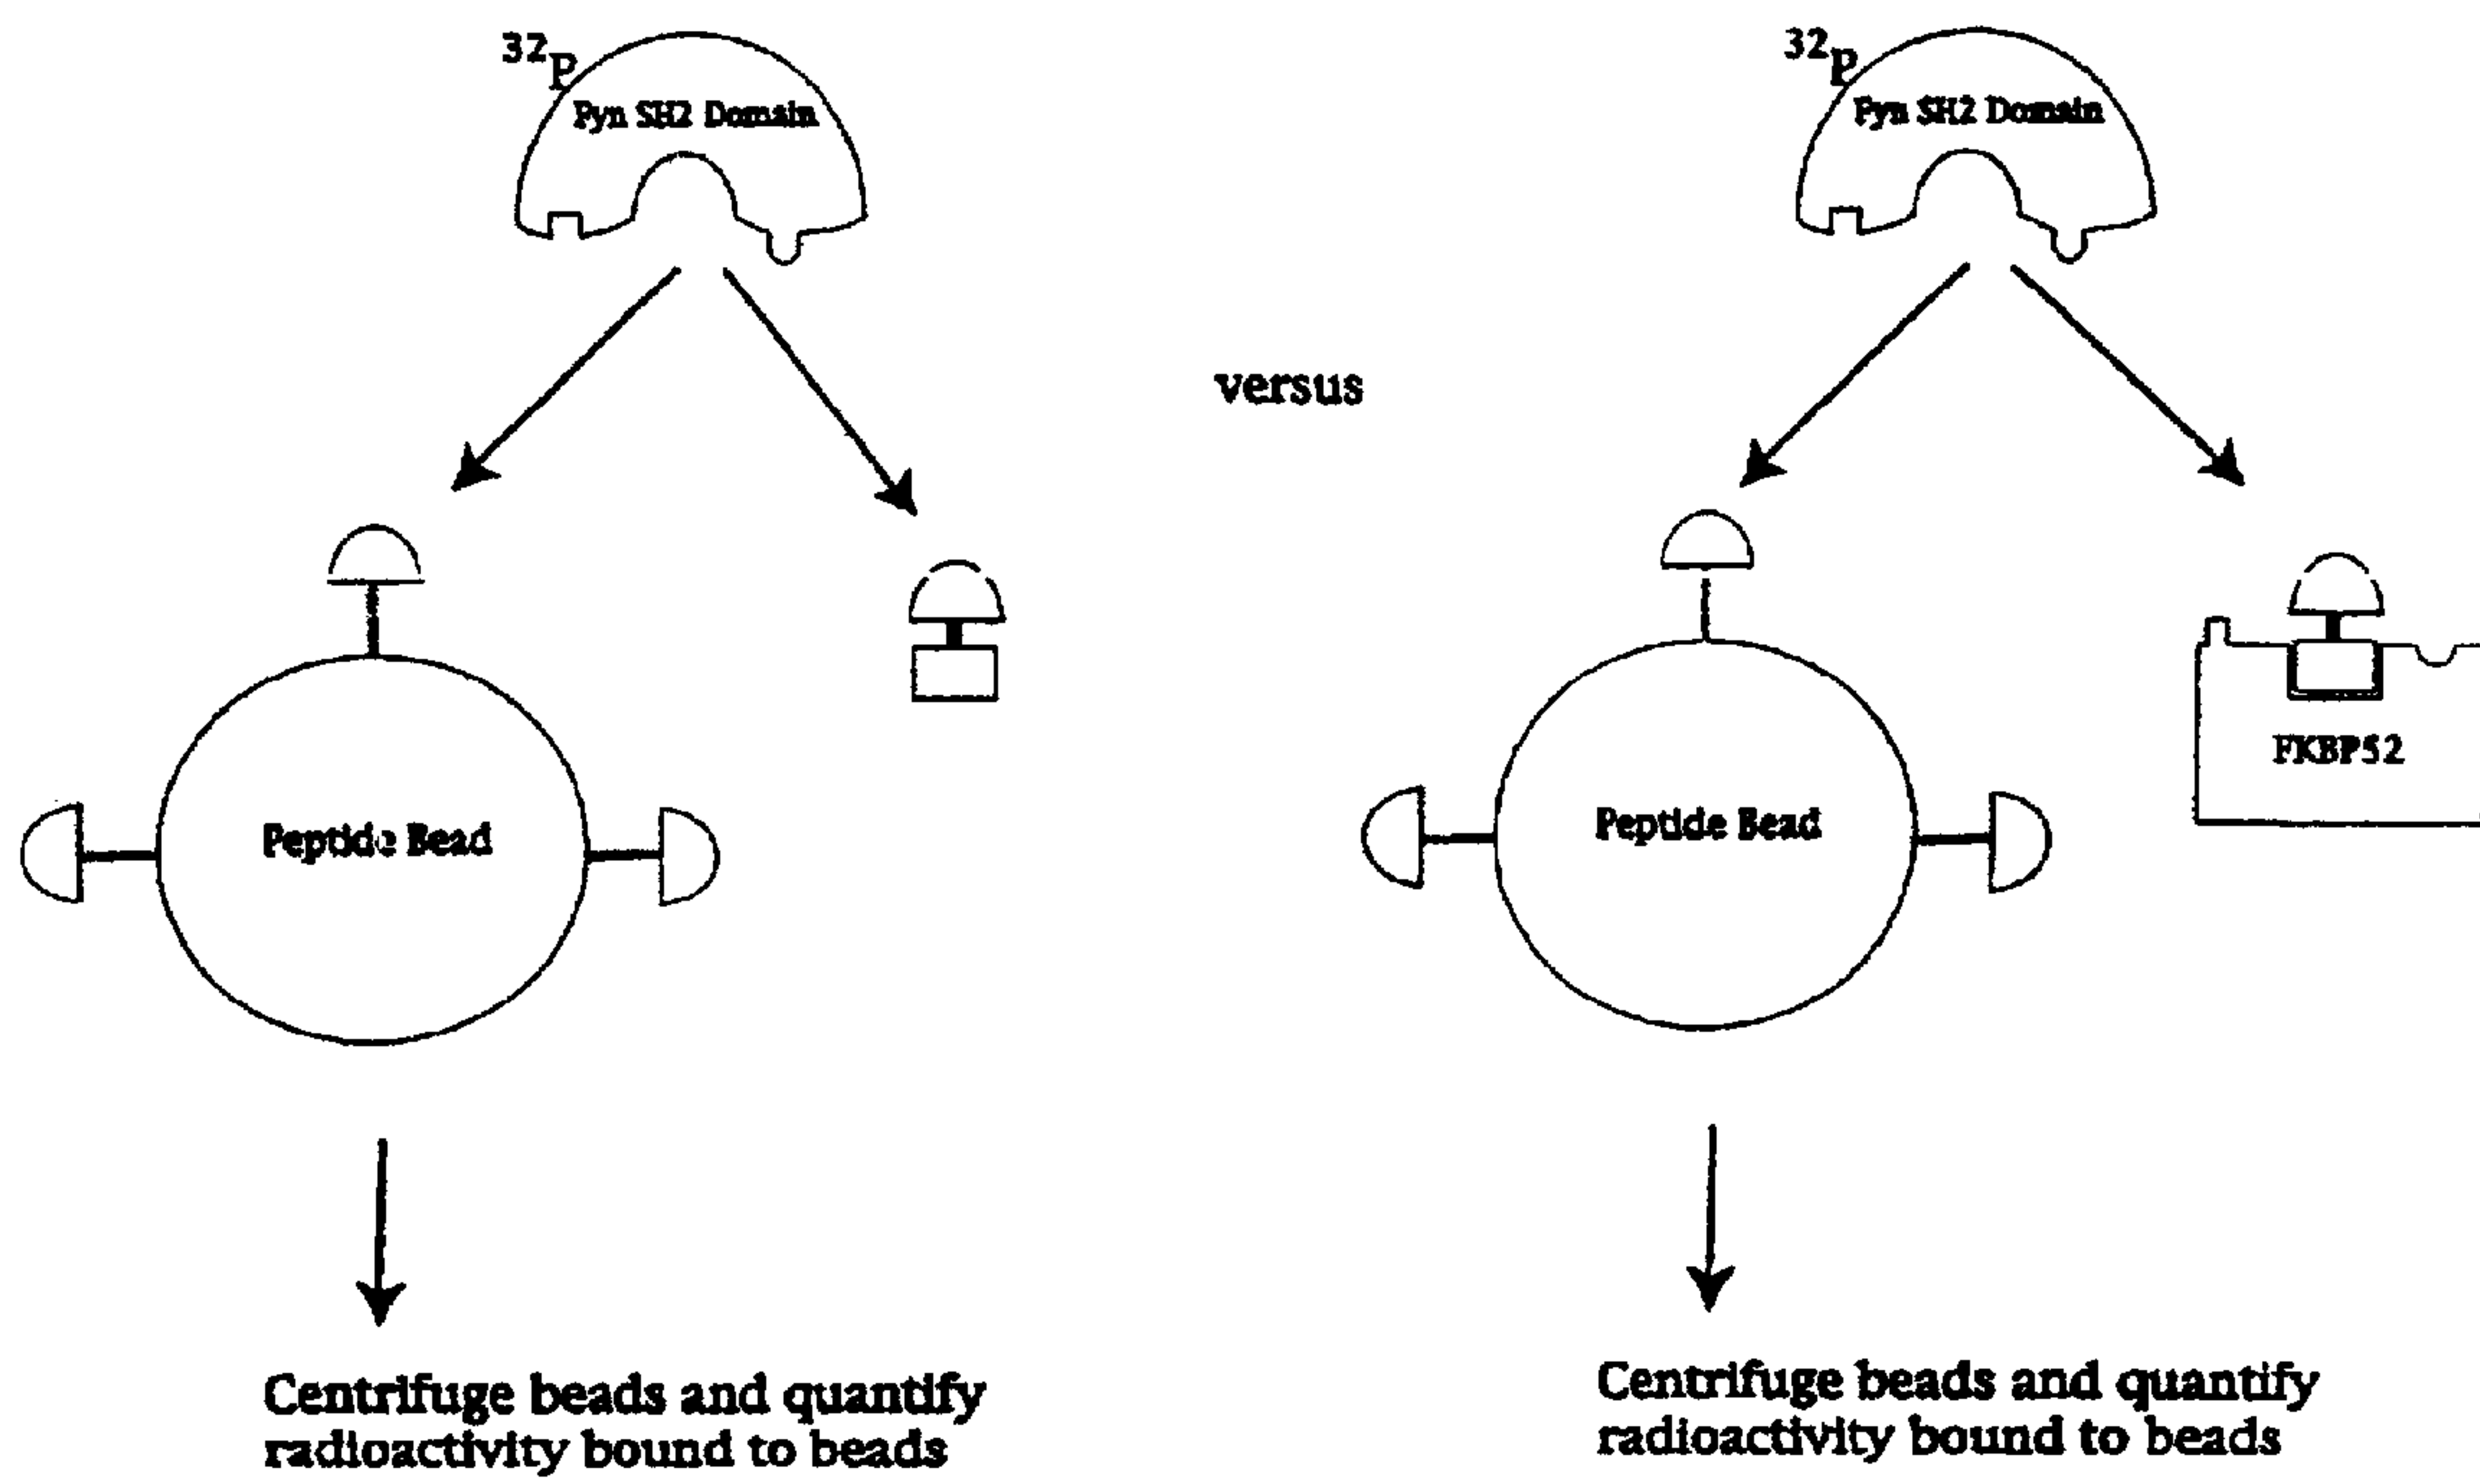 32P
Fyn SH2 Domain
32P
Fyn SH2 Domain
versus
Peptide Bead
Peptide Bead
FKBP52
Centrifuge beads and quantify
radioactivity bound to beads
Centrifuge beads and quantify
radioactivity bound to beads